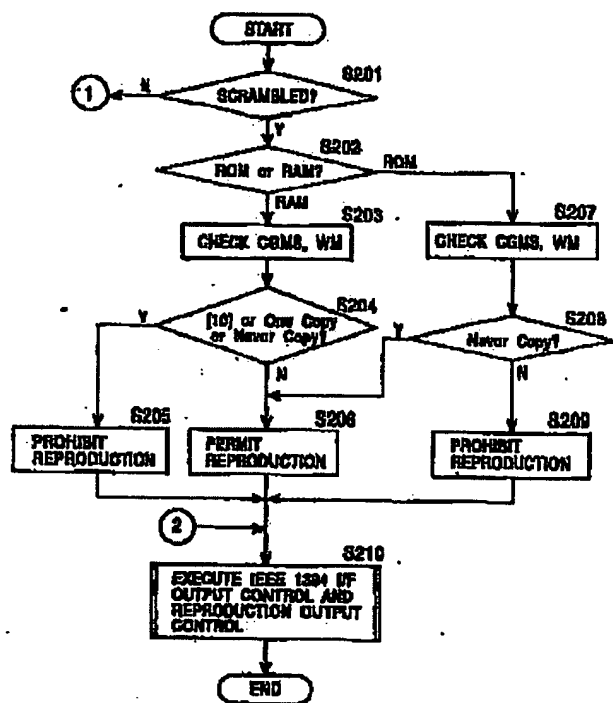 START
S201
SCRAMBLED?
N
1
Y
S202
ROM or RAM?
ROM
RAM
S203
CHECK CGMS, WM
S207
CHECK CGMS, WM
S204
[10] or One Copy
or Never Copy?
Y
N
S208
Never Copy?
Y
N
S205
PROHIBIT
REPRODUCTION
S206
PERMIT
REPRODUCTION
S209
PROHIBIT
REPRODUCTION
2
S210
EXECUTE IEEE 1394 I/F
OUTPUT CONTROL AND
REPRODUCTION OUTPUT
CONTROL
END